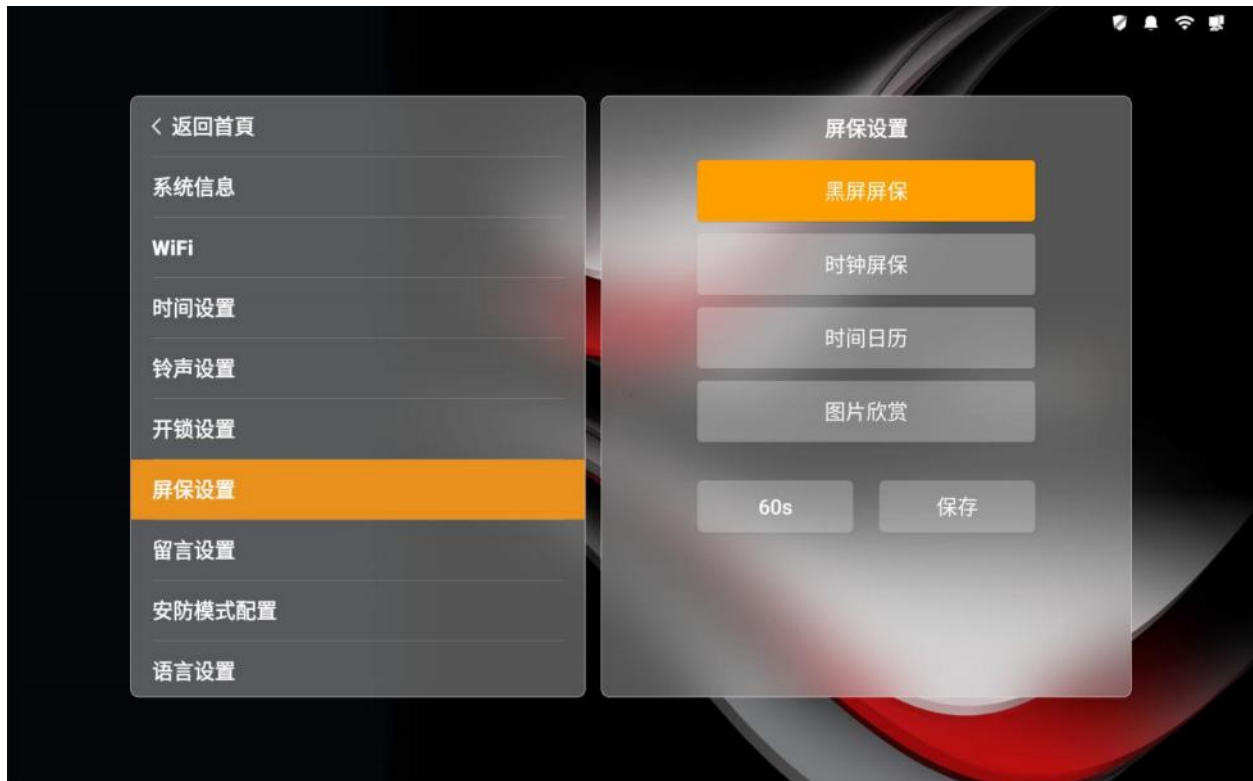 返回首頁
系统信息
WiFi
时间设置
铃声设置
开锁设置
屏保设置
留言设置
安防模式配置
语言设置
屏保设置
黑屏屏保
时钟屏保
时间日历
图片欣赏
60s
保存